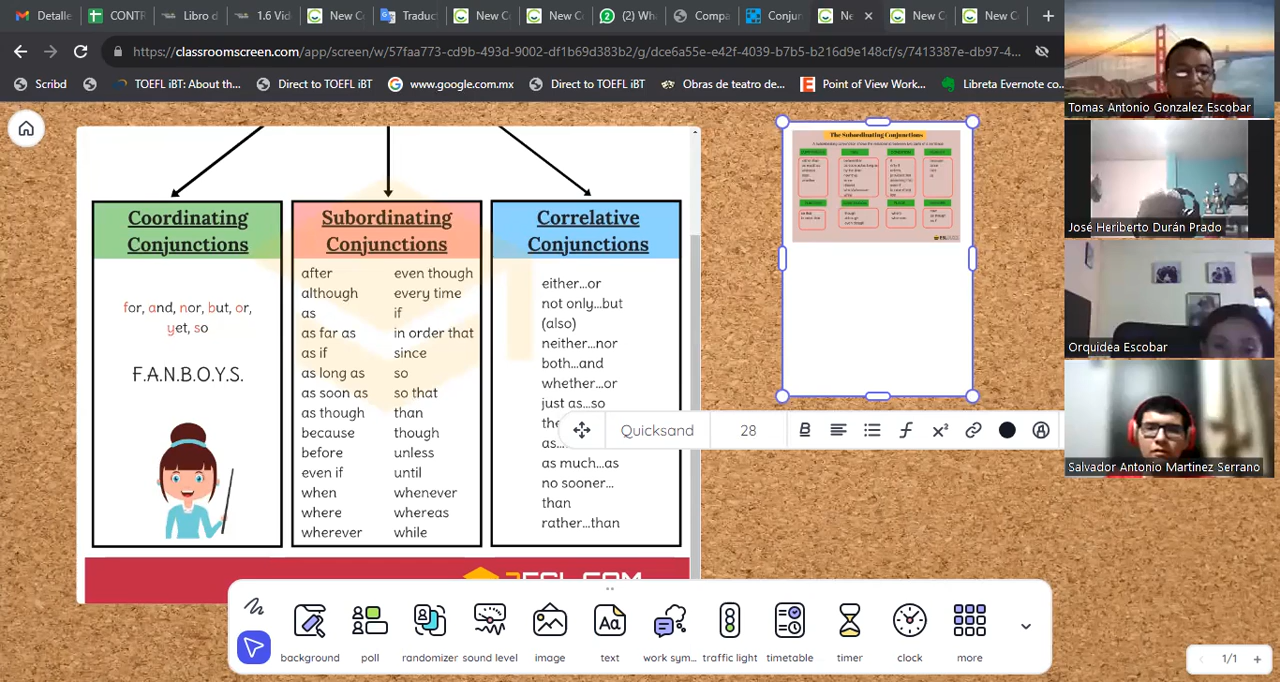 Detalle
CONT
Libro d
1.6 Vid
New C
Traduc
New C
New C
(2) Wh
Compa
Conjun
Ne
New C
New C
https://classroomscreen.com/app/screen/w/57faa773-cd9b-493d-9002-df1b69d383b2/g/dce6a55e-e42f-4039-b7b5-b216d9e148cf/s/7413387e-db97-4...
Scribd
TOEFL iBT: About th...
Direct to TOEFL iBT
www.google.com.mx
Direct to TOEFL iBT
Obras de teatro de...
Point of View Work...
Libreta Evernote co...
Tomas Antonio Gonzalez Escobar
José Heriberto Durán Prado
Orquidea Escobar
Salvador Antonio Martinez Serrano
Coordinating
Conjunctions
for, and, nor, but, or,
yet, so
F.A.N.B.O.Y.S.
Subordinating
Conjunctions
after even though
although every time
as if
as far as in order that
as if since
as long as so
as soon as so that
as though than
because though
before unless
even if until
when whenever
where whereas
wherever while
Correlative
Conjunctions
either...or
not only...but
(also)
neither...nor
both...and
whether...or
just as...so
the
as...
as much...as
no sooner...
than
rather...than
The Subordinating Conjunctions
Quicksand 28
background
poll
randomizer
sound level
image
text
work sym...
traffic light
timetable
timer
clock
more
1/1